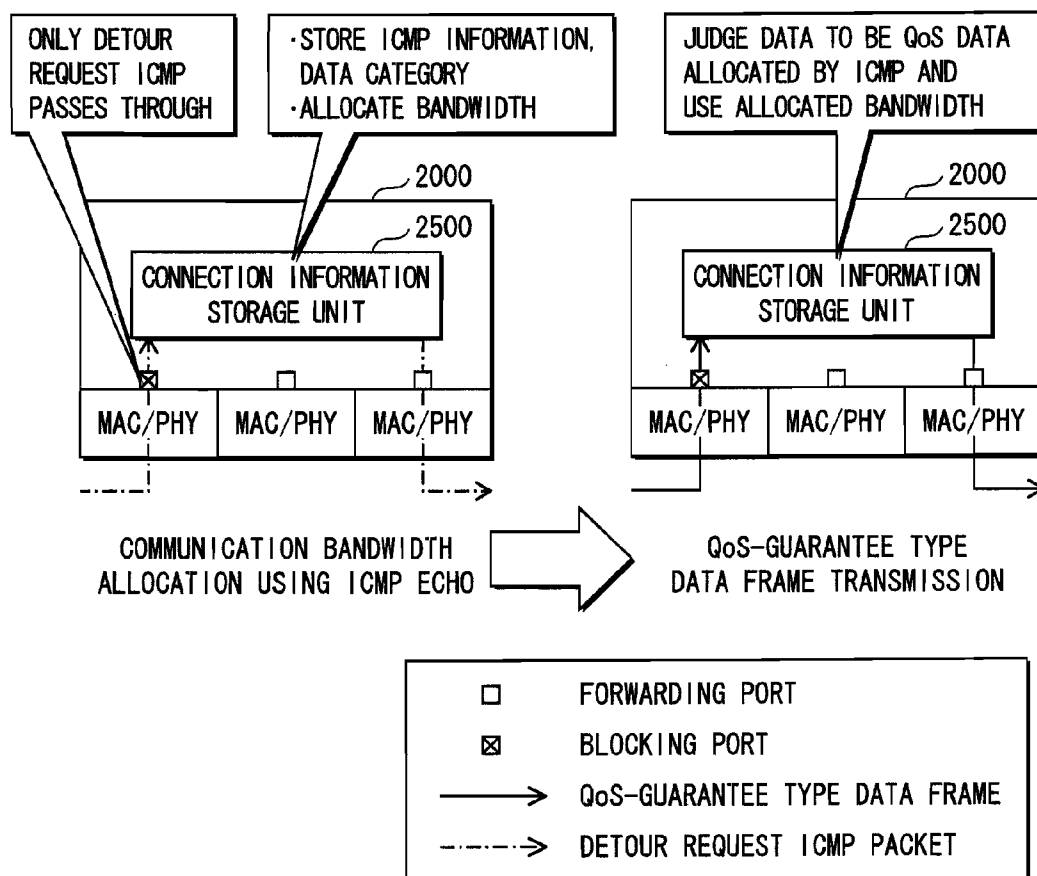 ONLY DETOUR
REQUEST ICMP
PASSES THROUGH
·STORE ICMP INFORMATION,
DATA CATEGORY
·ALLOCATE BANDWIDTH
JUDGE DATA TO BE QoS DATA
ALLOCATED BY ICMP AND
USE ALLOCATED BANDWIDTH
2000
2500
CONNECTION INFORMATION
STORAGE UNIT
MAC/PHY
MAC/PHY
MAC/PHY
2000
2500
CONNECTION INFORMATION
STORAGE UNIT
MAC/PHY
MAC/PHY
MAC/PHY
COMMUNICATION BANDWIDTH
ALLOCATION USING ICMP ECHO
QoS-GUARANTEE TYPE
DATA FRAME TRANSMISSION
FORWARDING PORT
BLOCKING PORT
QoS-GUARANTEE TYPE DATA FRAME
DETOUR REQUEST ICMP PACKET